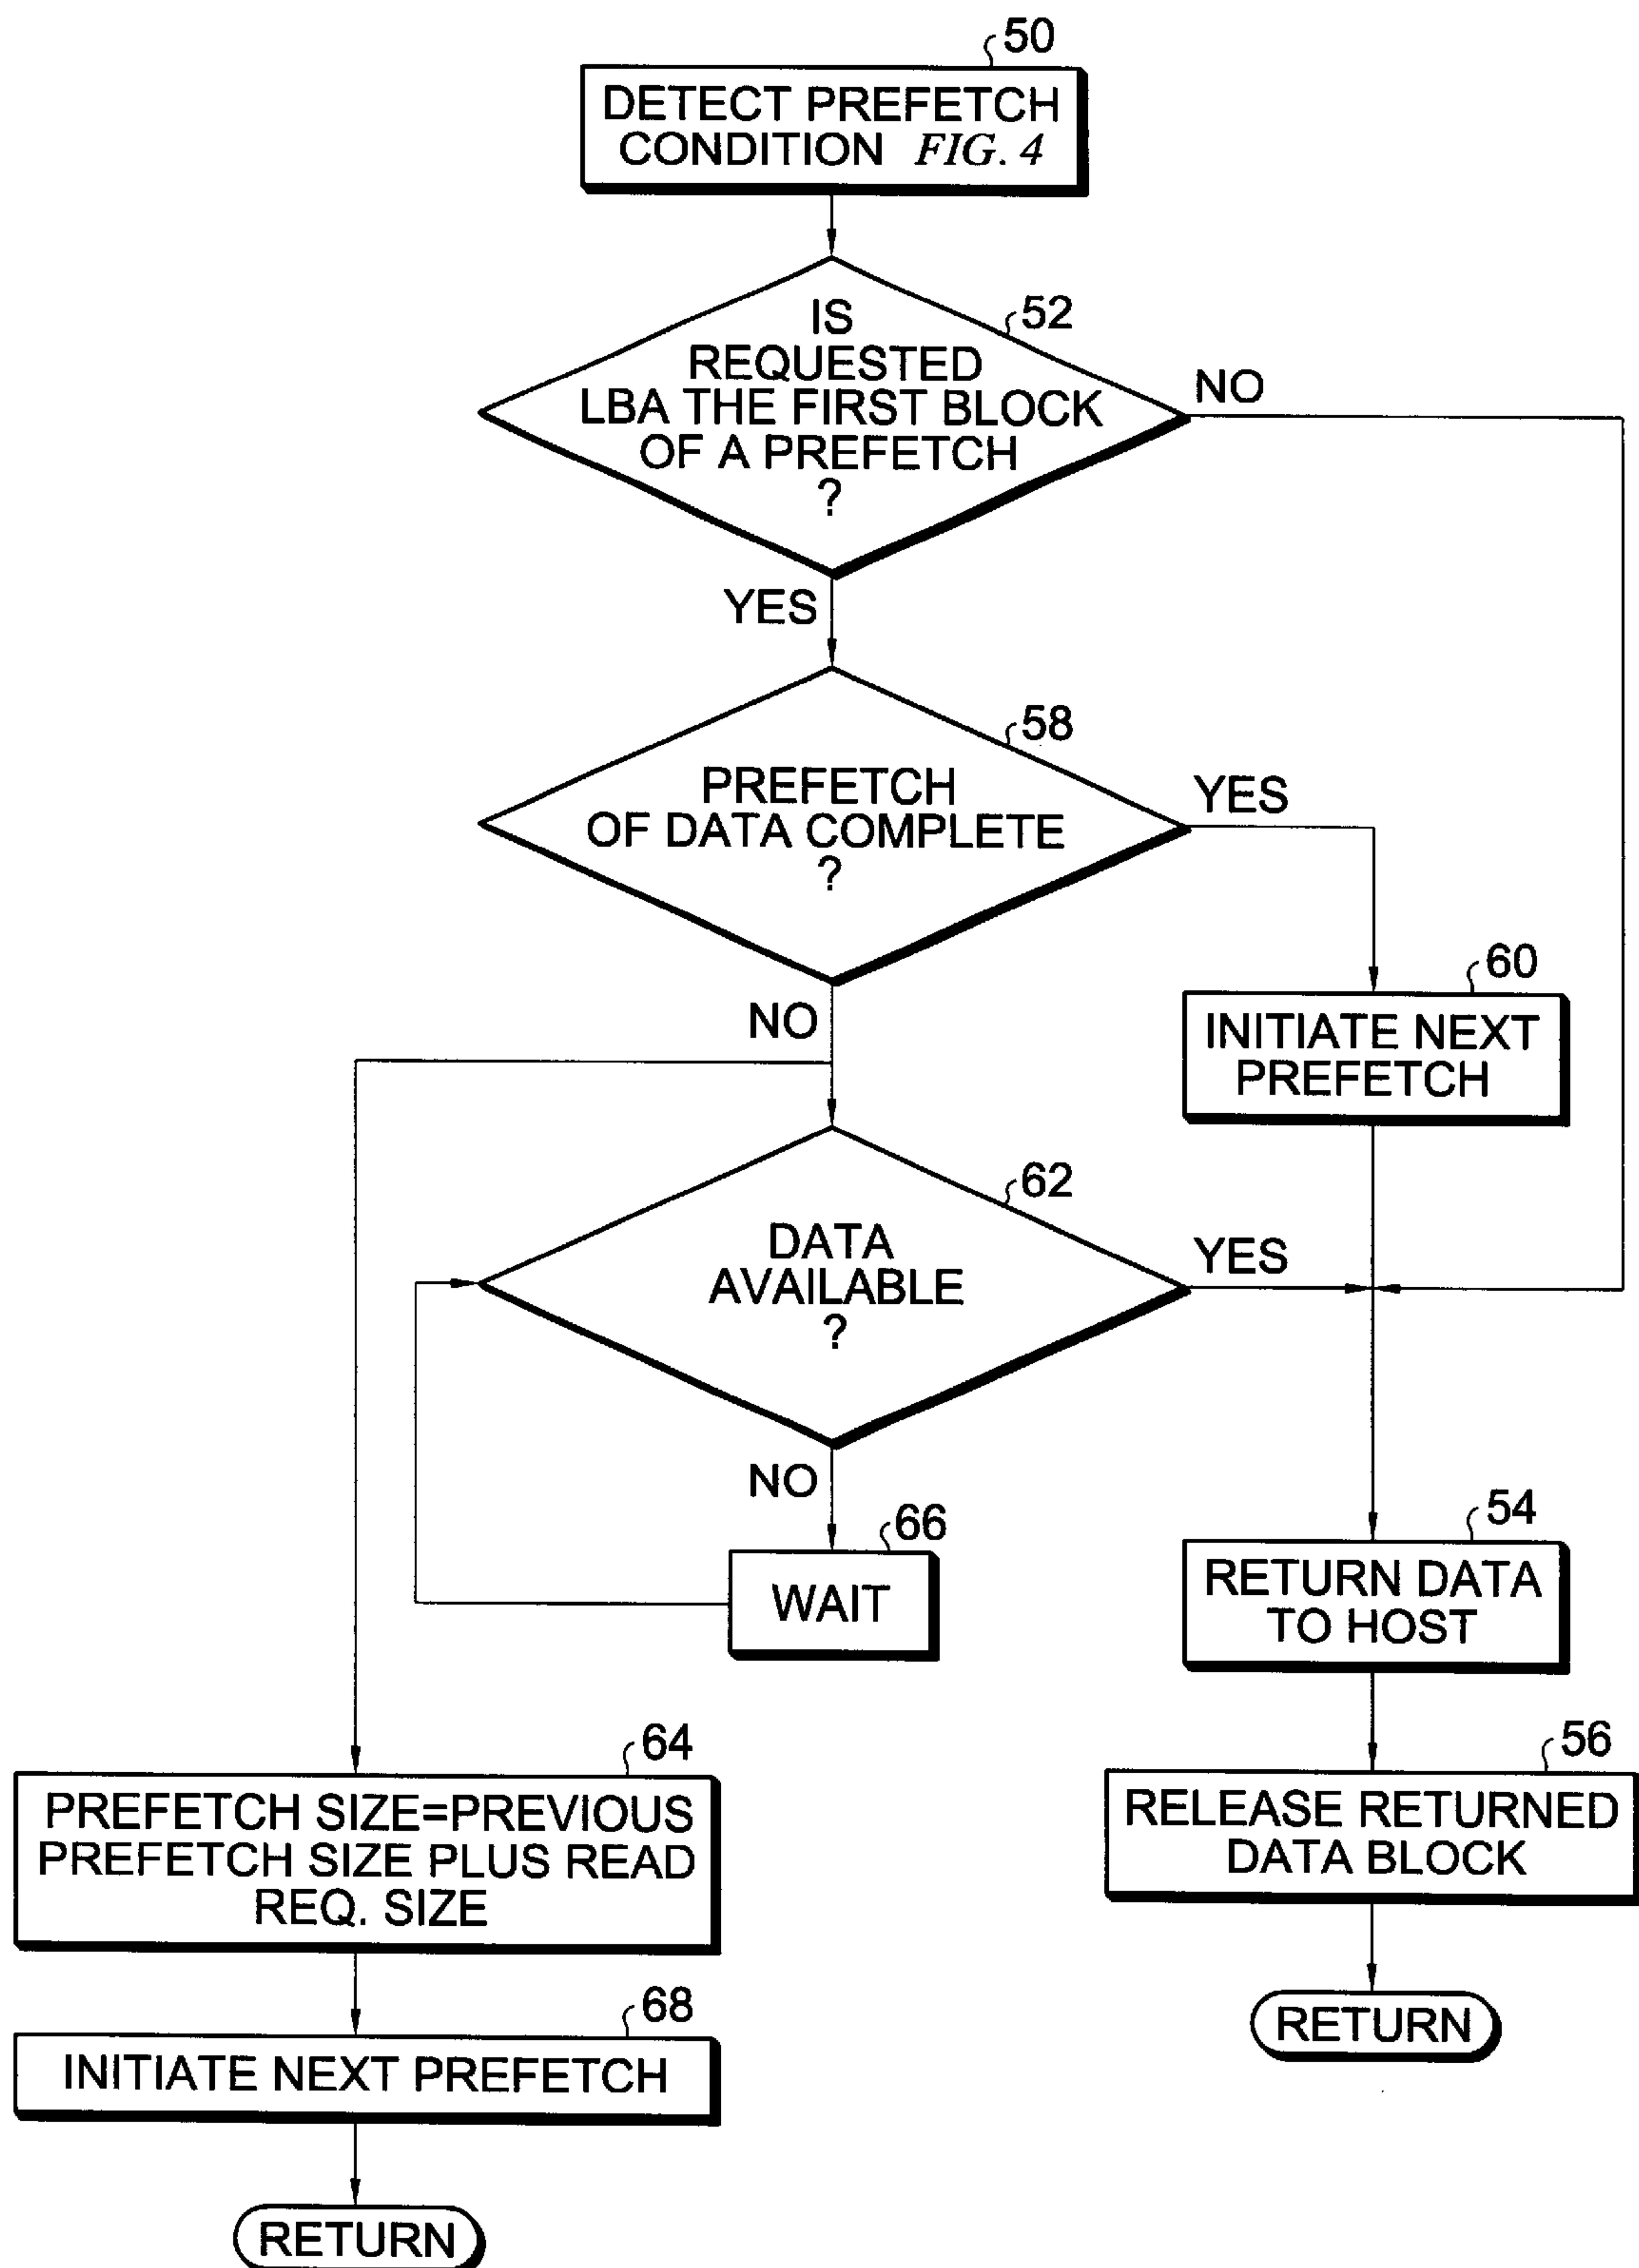 50
DETECT PREFETCH
CONDITION FIG. 4
52
IS
REQUESTED
LBA THE FIRST BLOCK
OF A PREFETCH
?
NO
YES
58
PREFETCH
OF DATA COMPLETE
?
YES
NO
60
INITIATE NEXT
PREFETCH
62
DATA
AVAILABLE
?
YES
NO
66
WAIT
54
RETURN DATA
TO HOST
64
PREFETCH SIZE=PREVIOUS
PREFETCH SIZE PLUS READ
REQ. SIZE
56
RELEASE RETURNED
DATA BLOCK
68
INITIATE NEXT PREFETCH
RETURN
RETURN